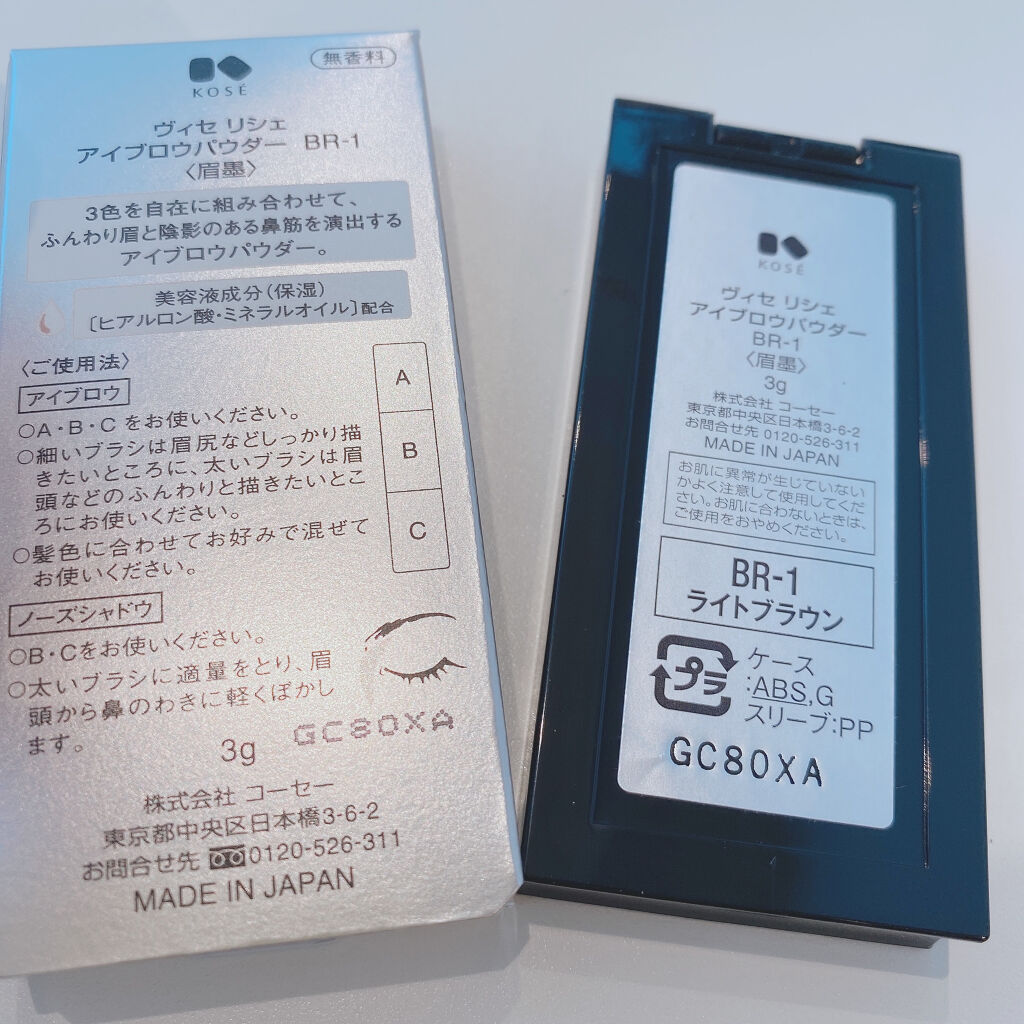 KOSÉ
無香料
ヴィセ リシェ
アイブロウパウダー BR-1
〈眉墨〉
3色を自在に組み合わせて、
ふんわり眉と陰影のある鼻筋を演出する
アイブロウパウダー。
美容液成分(保湿)
〔ヒアルロン酸・ミネラルオイル〕配合
〈ご使用法〉
アイブロウ
○A・B・C をお使いください。
○細いブラシは眉尻などしっかり描
きたいところに、太いブラシは眉
頭などのふんわりと描きたいとこ
ろにお使いください。
○髪色に合わせてお好みで混ぜて
お使いください。
A
B
C
ノーズシャドウ
○B・Cをお使いください。
○太いブラシに適量をとり、眉
頭から鼻のわきに軽くぼかし
ます。
3g
GC80XA
株式会社 コーセー
東京都中央区日本橋3-6-2
お問合せ先 0120-526-311
MADE IN JAPAN
KOSÉ
ヴィセ リシェ
アイブロウパウダー
BR-1
〈眉墨〉
3g
株式会社 コーセー
東京都中央区日本橋3-6-2
お問合せ先 0120-526-311
MADE IN JAPAN
お肌に異常が生じていない
かよく注意して使用してくだ
さい。お肌に合わないときは、
ご使用をおやめください。
BR-1
ライトブラウン
プラ
ケース
:ABS,G
スリーブ:PP
GC80XA